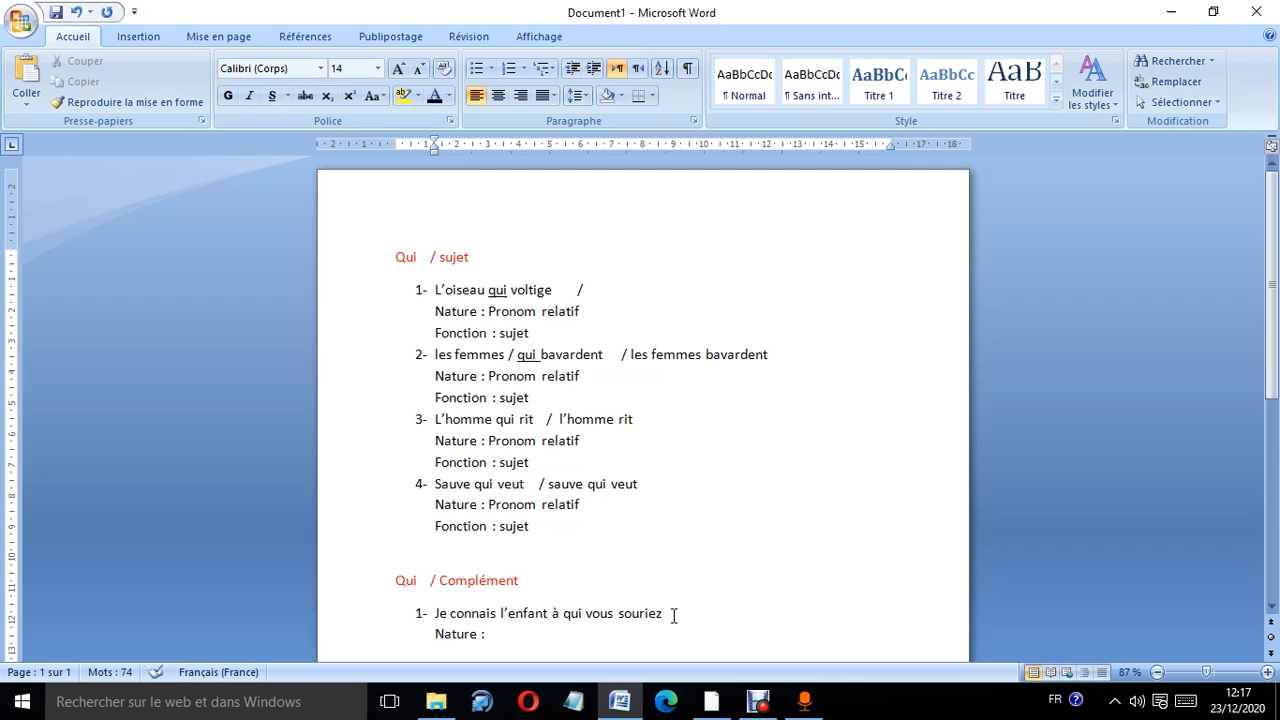 Document1 - Microsoft Word
Accueil Insertion Mise en page Références Publipostage Révision Affichage
Coller
Couper
Copier
Reproduire la mise en forme
Presse-papiers
Calibri (Corps) 14
Police
Paragraphe
AaBbCcDc AaBbCcDc AaBbCc AaBbCc AaB
¶ Normal ¶ Sans int... Titre 1 Titre 2 Titre
Modifier les styles
Style
Rechercher
Remplacer
Sélectionner
Modification
Qui / sujet
1- L'oiseau qui voltige /
Nature : Pronom relatif
Fonction : sujet
2- les femmes / qui bavardent / les femmes bavardent
Nature : Pronom relatif
Fonction : sujet
3- L'homme qui rit / l'homme rit
Nature : Pronom relatif
Fonction : sujet
4- Sauve qui veut / sauve qui veut
Nature : Pronom relatif
Fonction : sujet
Qui / Complément
1- Je connais l'enfant à qui vous souriez
Nature :
Page : 1 sur 1 Mots : 74 Français (France) 87 %
Rechercher sur le web et dans Windows
FR
12:17
23/12/2020